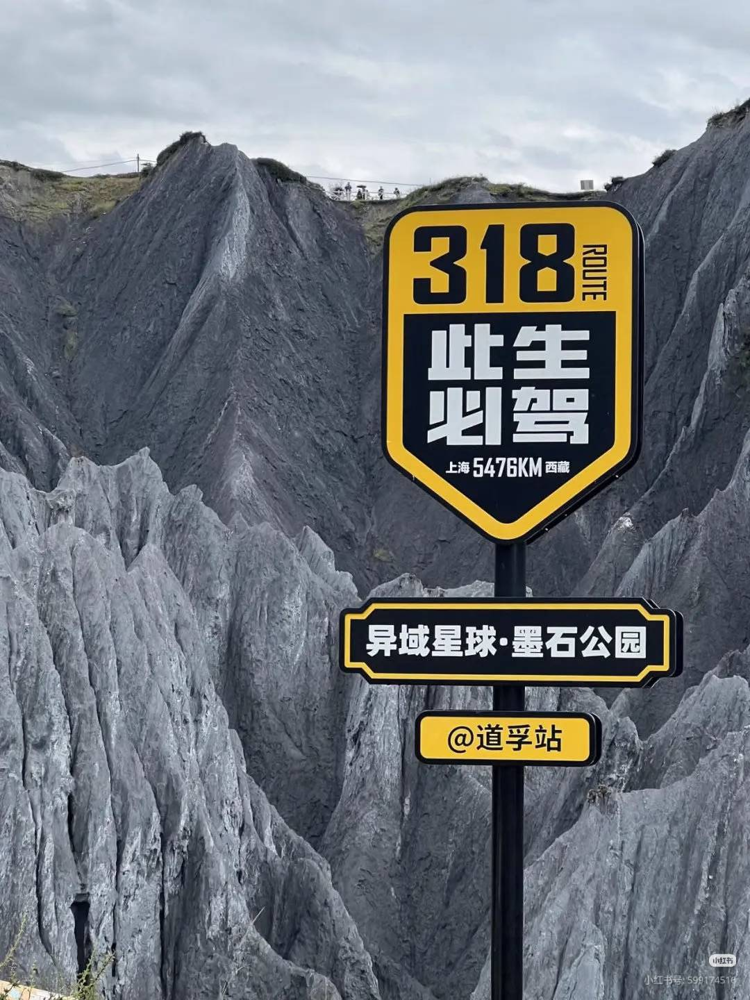 318 ROUTE
此生
必驾
上海 5476KM 西藏
异域星球·墨石公园
@道孚站
小红书
小红书号: 599174516